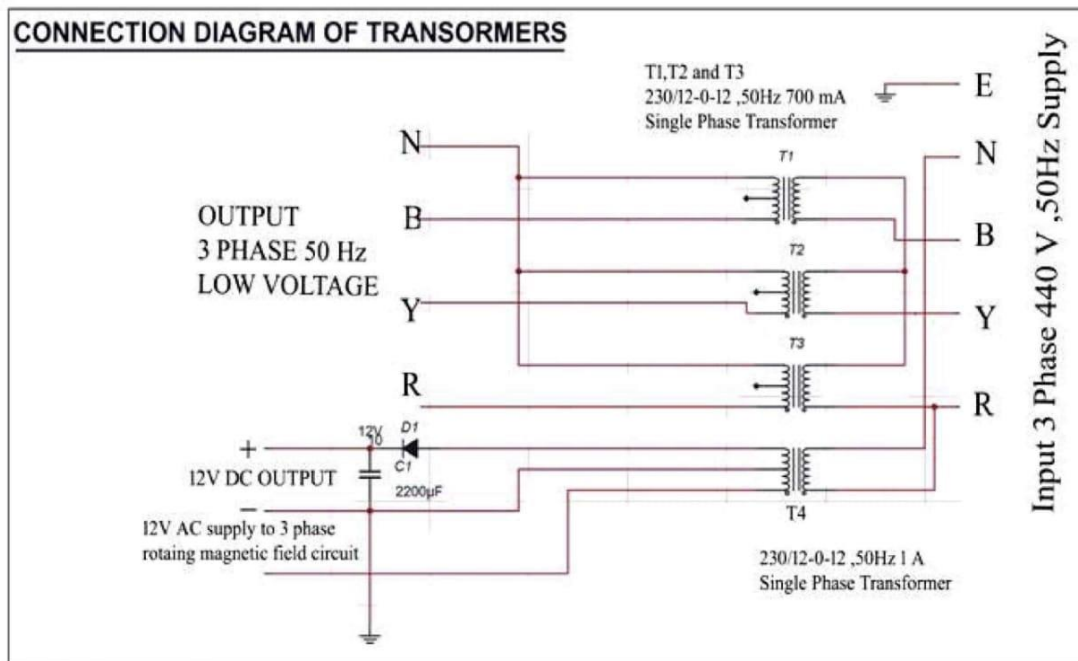 CONNECTION DIAGRAM OF TRANSORMERS
T1,T2 and T3
230/12-0-12 ,50Hz 700 mA
Single Phase Transformer
E
N
T1
N
OUTPUT
3 PHASE 50 Hz
LOW VOLTAGE
B
B
T2
Y
Y
T3
R
R
Input 3 Phase 440 V ,50Hz Supply
12V
D1
+
12V DC OUTPUT
C1
2200µF
−
T4
12V AC supply to 3 phase
rotaing magnetic field circuit
230/12-0-12 ,50Hz 1 A
Single Phase Transformer